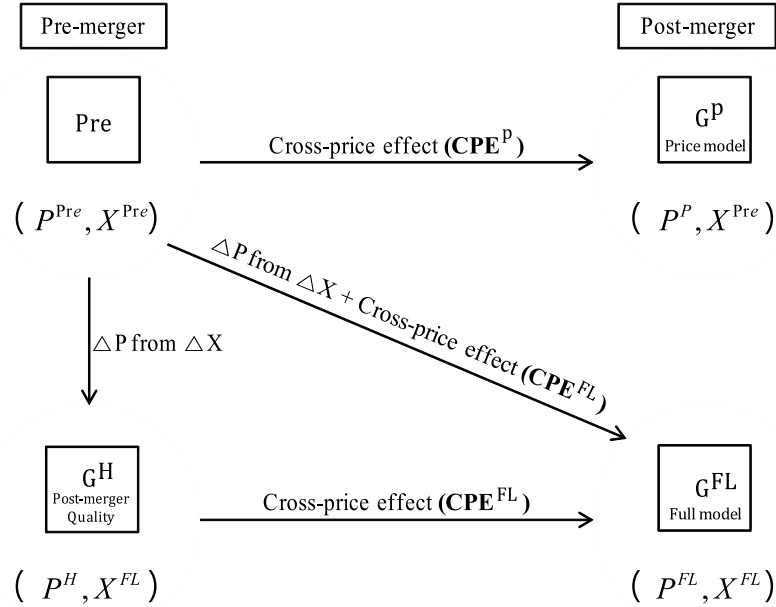 Pre-merger
Post-merger
Pre
G^p
Price model
Cross-price effect (CPE^p)
(P^Pre, X^Pre)
(P^P, X^Pre)
△P from △X + Cross-price effect (CPE^FL)
△P from △X
G^H
Post-merger
Quality
G^FL
Full model
Cross-price effect (CPE^FL)
(P^H, X^FL)
(P^FL, X^FL)